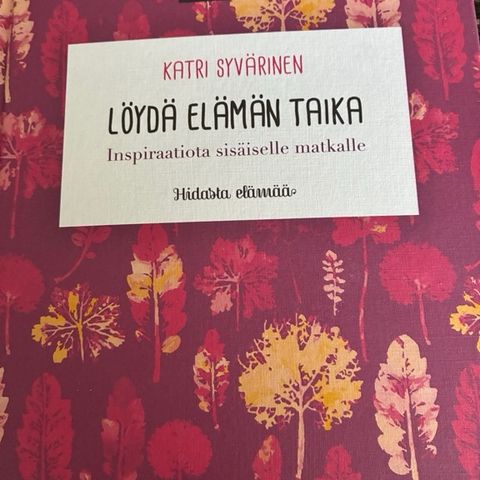 KATRI SYVÄRINEN
LÖYDÄ ELÄMÄN TAIKA
Inspiraatiota sisäiselle matkalle
Hidasta elämää